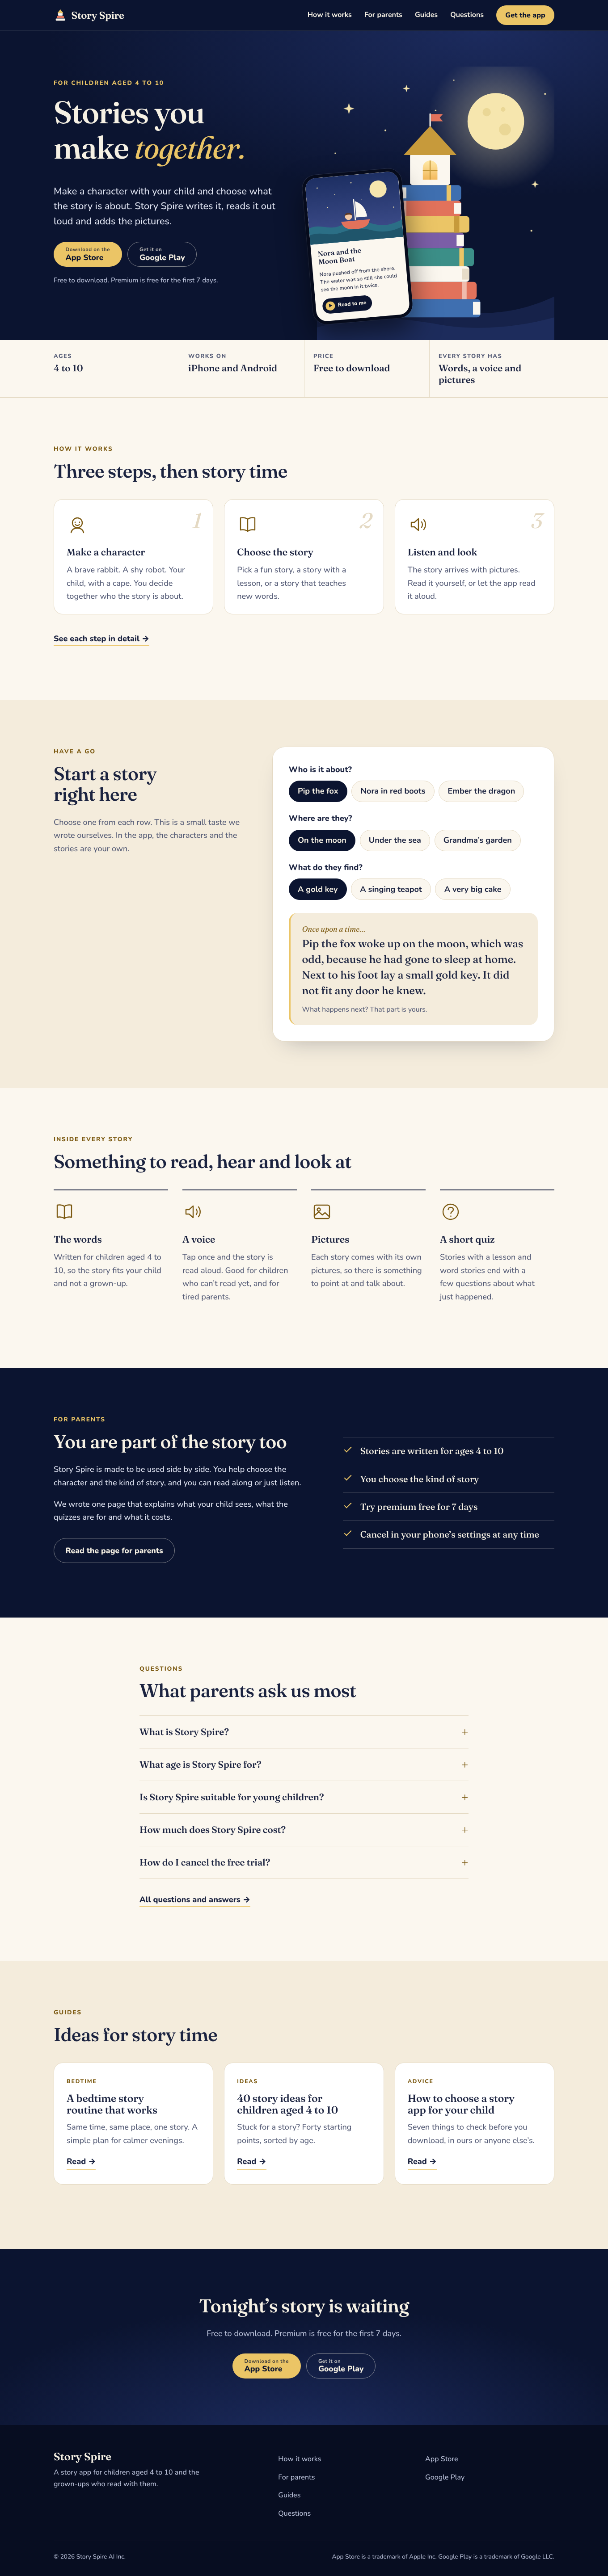 Story Spire
How it works
For parents
Guides
Questions
Get the app
FOR CHILDREN AGED 4 TO 10
Stories you
make together.
Make a character with your child and choose what
the story is about. Story Spire writes it, reads it out
loud and adds the pictures.
Download on the
App Store
Get it on
Google Play
Free to download. Premium is free for the first 7 days.
Nora and the
Moon Boat
Nora pushed off from the shore.
The water was so still she could
see the moon in it twice.
Read to me
AGES
4 to 10
WORKS ON
iPhone and Android
PRICE
Free to download
EVERY STORY HAS
Words, a voice and
pictures
HOW IT WORKS
Three steps, then story time
1
Make a character
A brave rabbit. A shy robot. Your
child, with a cape. You decide
together who the story is about.
2
Choose the story
Pick a fun story, a story with a
lesson, or a story that teaches
new words.
3
Listen and look
The story arrives with pictures.
Read it yourself, or let the app read
it aloud.
See each step in detail →
HAVE A GO
Start a story
right here
Choose one from each row. This is a small taste we
wrote ourselves. In the app, the characters and the
stories are your own.
Who is it about?
Pip the fox
Nora in red boots
Ember the dragon
Where are they?
On the moon
Under the sea
Grandma's garden
What do they find?
A gold key
A singing teapot
A very big cake
Once upon a time...
Pip the fox woke up on the moon, which was
odd, because he had gone to sleep at home.
Next to his foot lay a small gold key. It did
not fit any door he knew.
What happens next? That part is yours.
INSIDE EVERY STORY
Something to read, hear and look at
The words
Written for children aged 4 to
10, so the story fits your child
and not a grown-up.
A voice
Tap once and the story is
read aloud. Good for children
who can't read yet, and for
tired parents.
Pictures
Each story comes with its own
pictures, so there is something
to point at and talk about.
A short quiz
Stories with a lesson and
word stories end with a
few questions about what
just happened.
FOR PARENTS
You are part of the story too
Story Spire is made to be used side by side. You help choose the
character and the kind of story, and you can read along or just listen.
We wrote one page that explains what your child sees, what the
quizzes are for and what it costs.
Read the page for parents
Stories are written for ages 4 to 10
You choose the kind of story
Try premium free for 7 days
Cancel in your phone's settings at any time
QUESTIONS
What parents ask us most
What is Story Spire?
+
What age is Story Spire for?
+
Is Story Spire suitable for young children?
+
How much does Story Spire cost?
+
How do I cancel the free trial?
+
All questions and answers →
GUIDES
Ideas for story time
BEDTIME
A bedtime story
routine that works
Same time, same place, one story. A
simple plan for calmer evenings.
Read →
IDEAS
40 story ideas for
children aged 4 to 10
Stuck for a story? Forty starting
points, sorted by age.
Read →
ADVICE
How to choose a story
app for your child
Seven things to check before you
download, in ours or anyone else's.
Read →
Tonight's story is waiting
Free to download. Premium is free for the first 7 days.
Download on the
App Store
Get it on
Google Play
Story Spire
A story app for children aged 4 to 10 and the
grown-ups who read with them.
How it works
For parents
Guides
Questions
App Store
Google Play
© 2026 Story Spire AI Inc.
App Store is a trademark of Apple Inc. Google Play is a trademark of Google LLC.